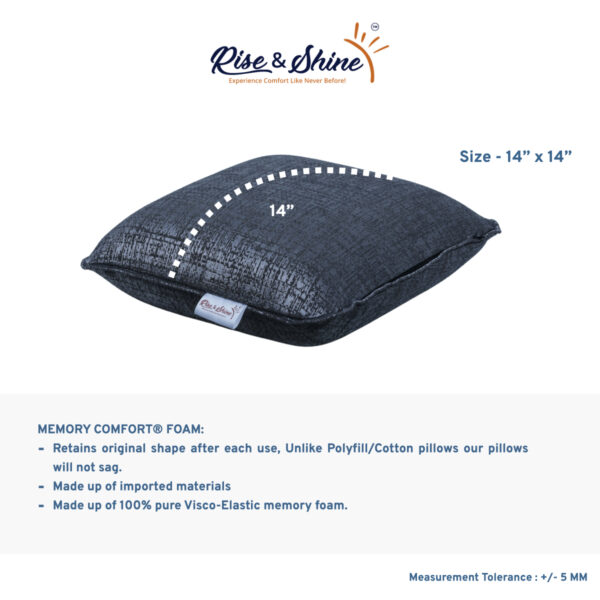 Rise & Shine
TM
Experience Comfort Like Never Before!
Size - 14” x 14”
14”
Rise & Shine
MEMORY COMFORT® FOAM:
- Retains original shape after each use, Unlike Polyfill/Cotton pillows our pillows
will not sag.
- Made up of imported materials
- Made up of 100% pure Visco-Elastic memory foam.
Measurement Tolerance : +/- 5 MM